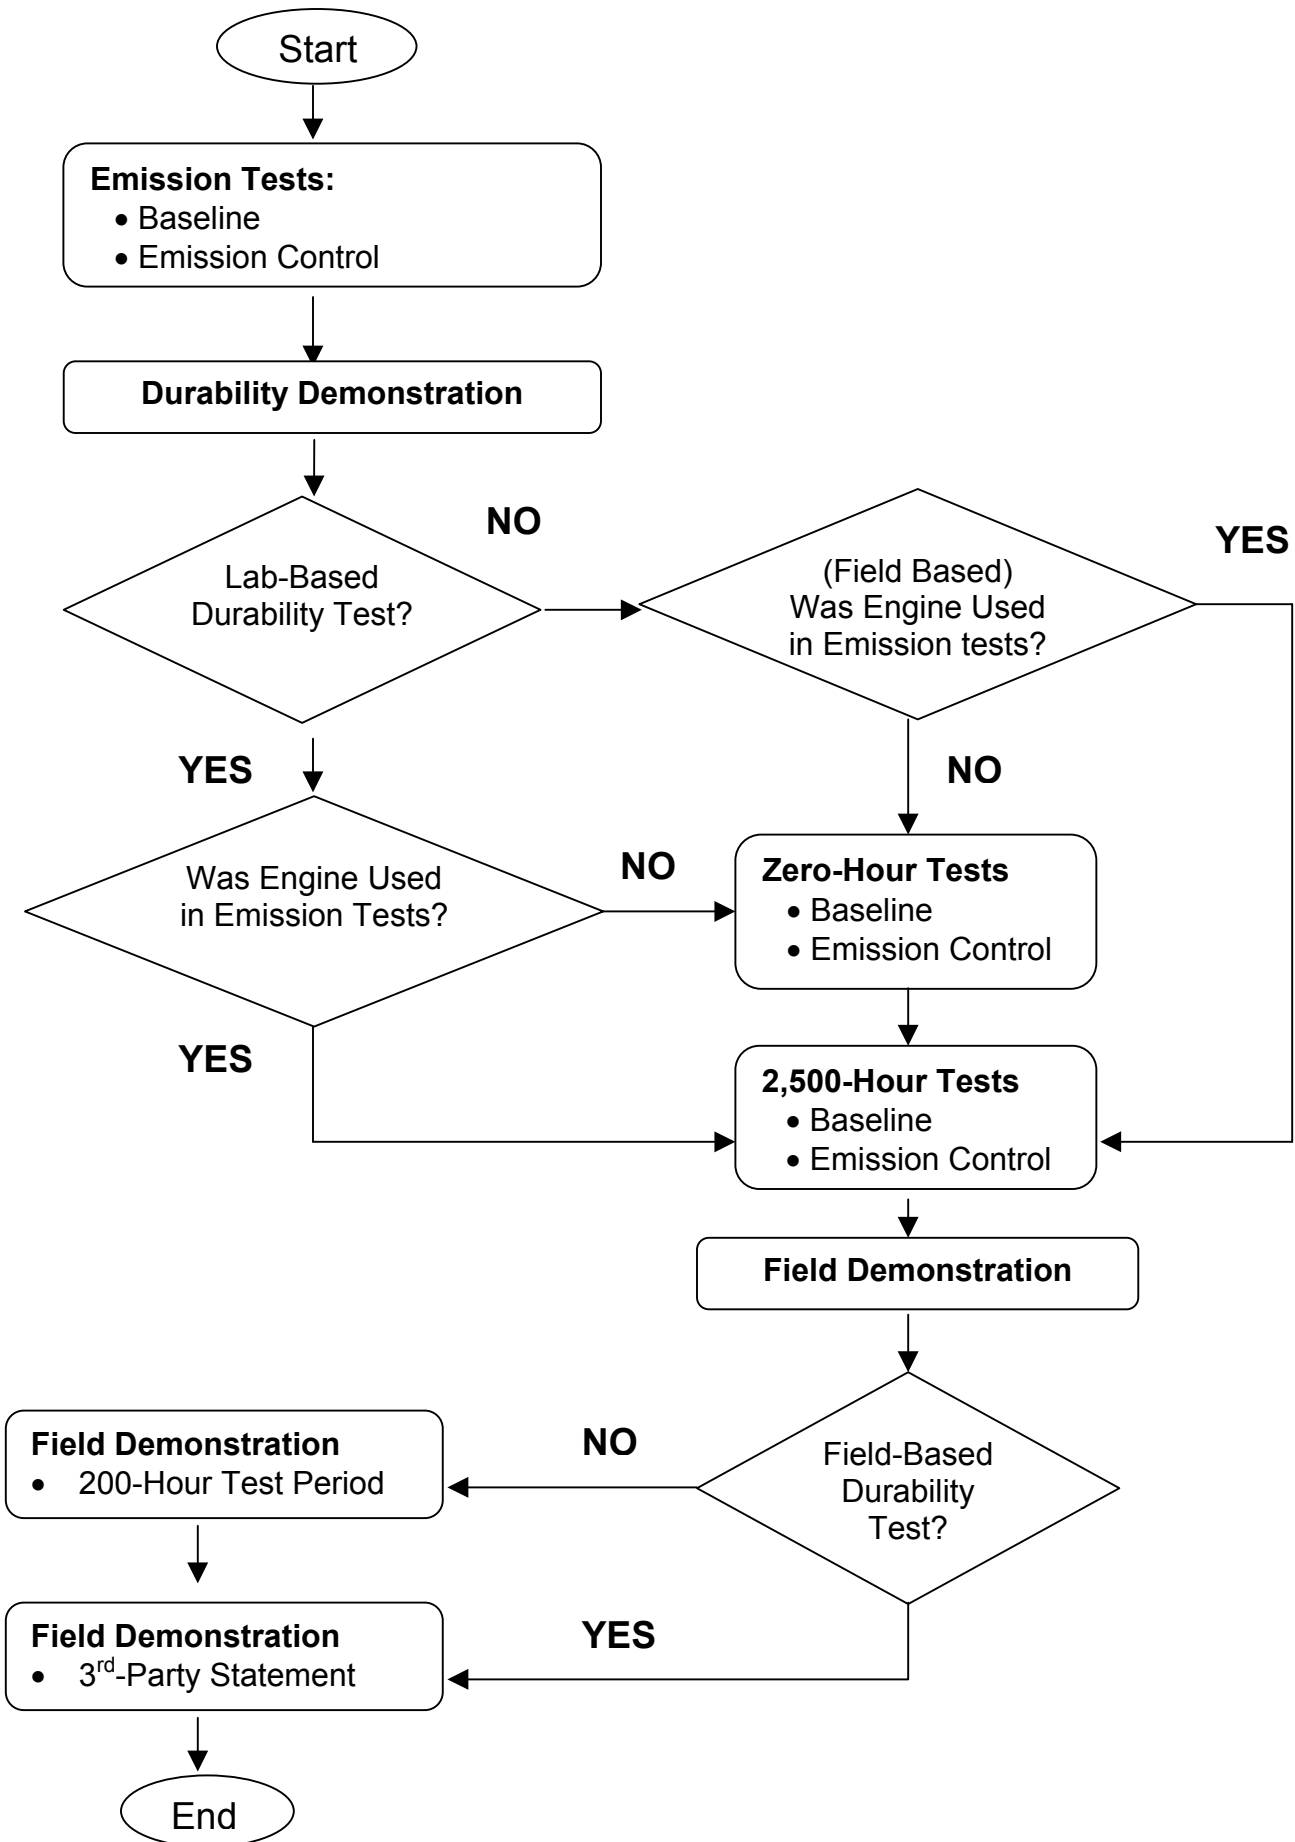 Start
Emission Tests:
• Baseline
• Emission Control
Durability Demonstration
NO
YES
Lab-Based
Durability Test?
(Field Based)
Was Engine Used
in Emission tests?
YES
NO
Was Engine Used
in Emission Tests?
NO
Zero-Hour Tests
• Baseline
• Emission Control
YES
2,500-Hour Tests
• Baseline
• Emission Control
Field Demonstration
Field Demonstration
• 200-Hour Test Period
NO
Field-Based
Durability
Test?
Field Demonstration
• 3rd-Party Statement
YES
End